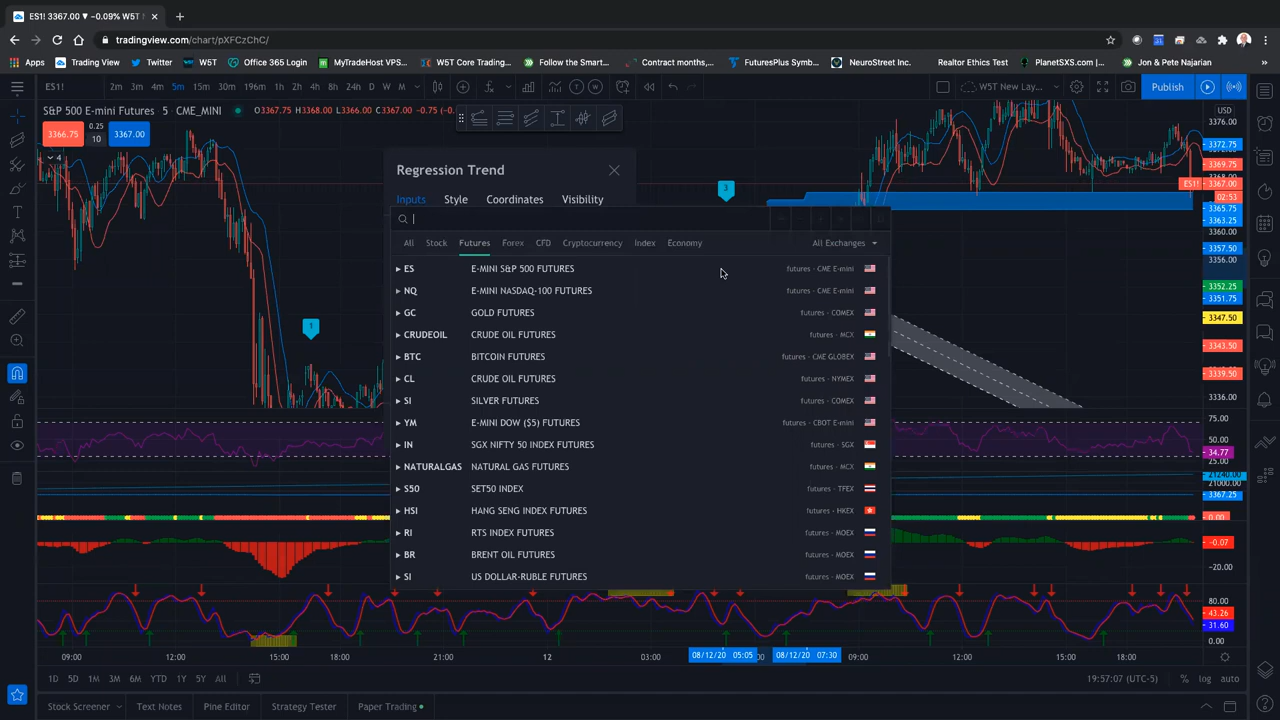 ES1! 3367.00 ▼ −0.09% W5T
tradingview.com/chart/pXFCzChC/
Apps Trading View Twitter W5T Office 365 Login MyTradeHost VPS... W5T Core Trading... Follow the Smart... Contract months,... FuturesPlus Symb... NeuroStreet Inc. Realtor Ethics Test PlanetSXS.com |... Jon & Pete Najarian »
ES1! 2m 3m 4m 5m 15m 30m 196m 1h 2h 4h 8h 24h D W M W5T New Lay... Publish
S&P 500 E-mini Futures · 5 · CME_MINI O3367.75 H3368.00 L3366.00 C3367.00 −0.75 (−0.
3366.75 0.25 10 3367.00
4
Regression Trend
Inputs Style Coordinates Visibility
All Stock Futures Forex CFD Cryptocurrency Index Economy All Exchanges
ES E-MINI S&P 500 FUTURES futures · CME E-mini
NQ E-MINI NASDAQ-100 FUTURES futures · CME E-mini
GC GOLD FUTURES futures · COMEX
CRUDEOIL CRUDE OIL FUTURES futures · MCX
BTC BITCOIN FUTURES futures · CME GLOBEX
CL CRUDE OIL FUTURES futures · NYMEX
SI SILVER FUTURES futures · COMEX
YM E-MINI DOW ($5) FUTURES futures · CBOT E-mini
IN SGX NIFTY 50 INDEX FUTURES futures · SGX
NATURALGAS NATURAL GAS FUTURES futures · MCX
S50 SET50 INDEX futures · TFEX
HSI HANG SENG INDEX FUTURES futures · HKEX
RI RTS INDEX FUTURES futures · MOEX
BR BRENT OIL FUTURES futures · MOEX
SI US DOLLAR-RUBLE FUTURES futures · MOEX
1
3
USD
3376.00
3372.75
3369.75
ES1! 3367.00
02:53
3365.75
3363.25
3360.00
3357.50
3356.00
3352.25
3351.75
3347.50
3343.50
3339.50
3336.00
75.00
50.00
34.77
25.00
21240.00
21000.00
3367.25
0.00
−0.07
−20.00
80.00
43.26
31.60
0.00
09:00 12:00 15:00 18:00 21:00 12 03:00 08/12/20 05:05 08/12/20 07:30 09:00 12:00 15:00 18:00
1D 5D 1M 3M 6M YTD 1Y 5Y All 19:57:07 (UTC-5) % log auto
Stock Screener Text Notes Pine Editor Strategy Tester Paper Trading